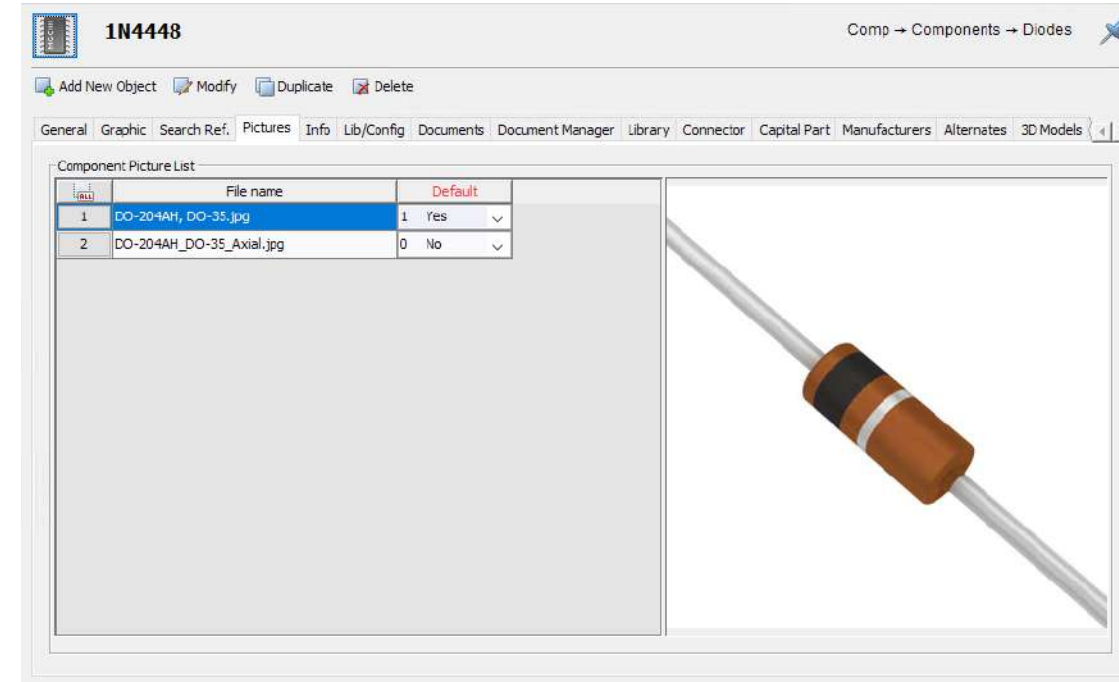 1N4448
Comp → Components → Diodes
Add New Object Modify Duplicate Delete
General Graphic Search Ref. Pictures Info Lib/Config Documents Document Manager Library Connector Capital Part Manufacturers Alternates 3D Models
Component Picture List
ALL File name Default
1 DO-204AH, DO-35.jpg 1 Yes
2 DO-204AH_DO-35_Axial.jpg 0 No